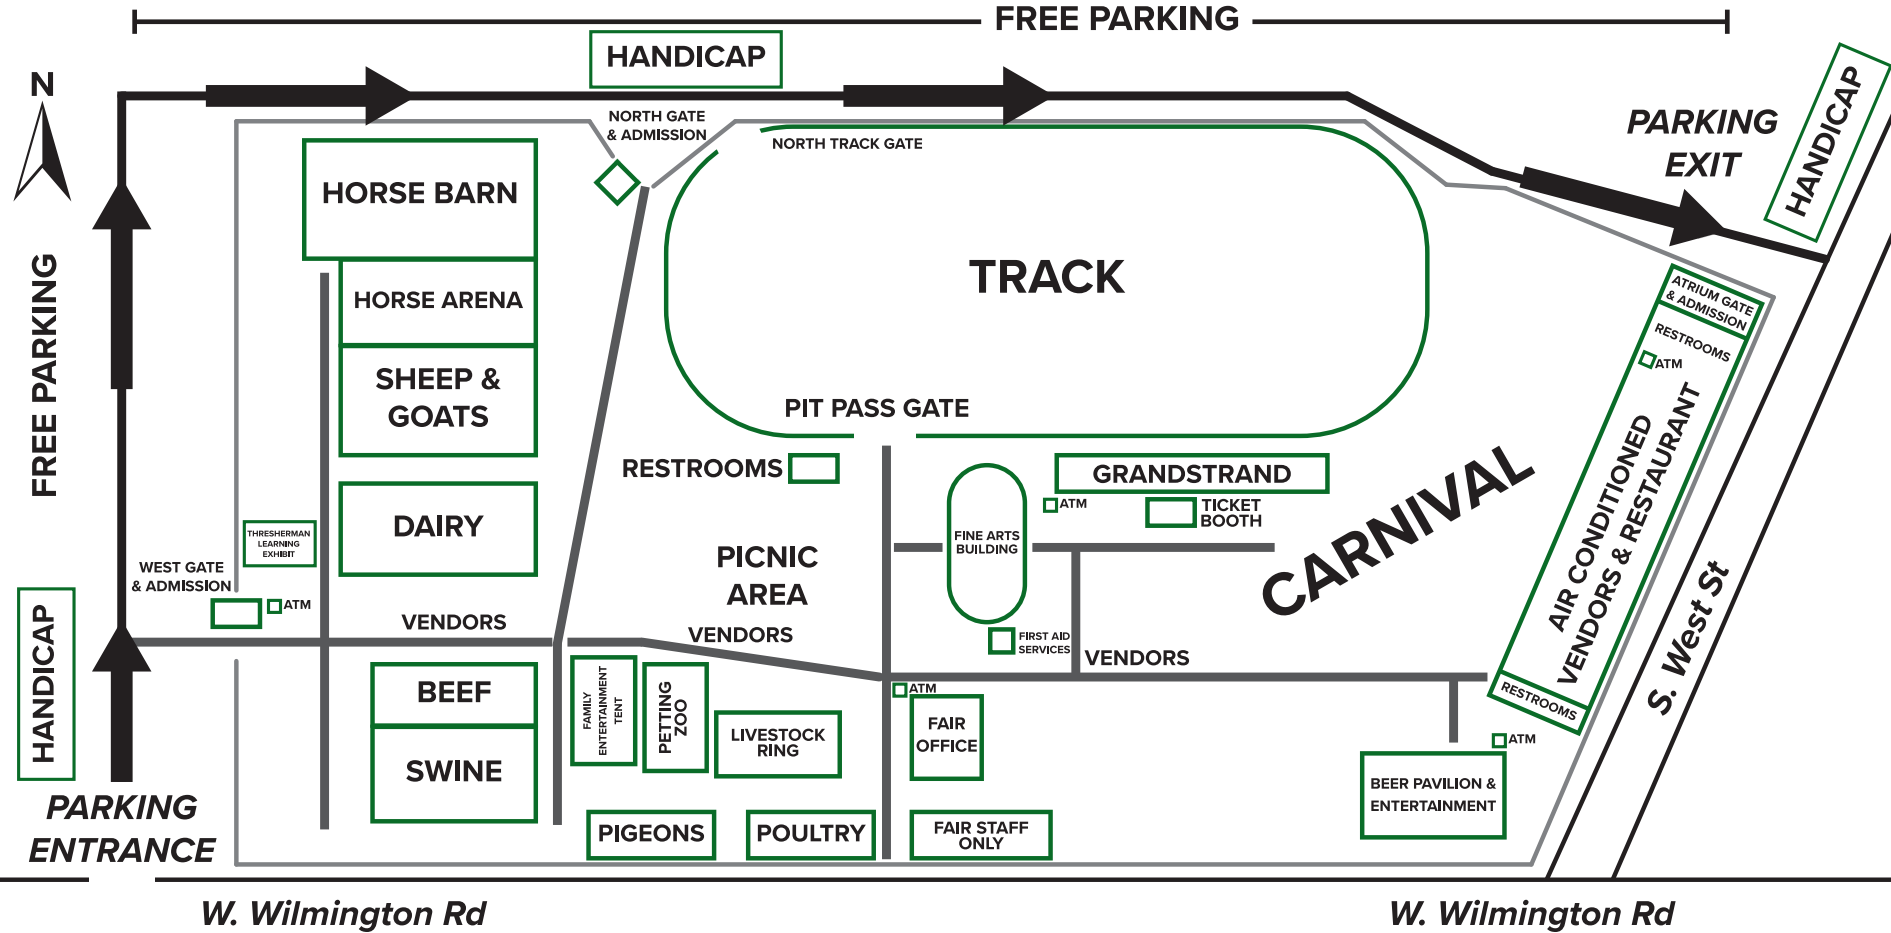 FREE PARKING
HANDICAP
N
NORTH GATE
& ADMISSION
NORTH TRACK GATE
PARKING
EXIT
HANDICAP
HORSE BARN
TRACK
HORSE ARENA
ATRIUM GATE
& ADMISSION
RESTROOMS
ATM
FREE PARKING
SHEEP &
GOATS
PIT PASS GATE
RESTROOMS
GRANDSTRAND
ATM
TICKET
BOOTH
CARNIVAL
AIR CONDITIONED
VENDORS & RESTAURANT
DAIRY
THRESHERMAN
LEARNING
EXHIBIT
FINE ARTS
BUILDING
PICNIC
AREA
WEST GATE
& ADMISSION
ATM
VENDORS
VENDORS
FIRST AID
SERVICES
VENDORS
S. West St
HANDICAP
BEEF
FAMILY
ENTERTAINMENT
TENT
PETTING
ZOO
LIVESTOCK
RING
ATM
FAIR
OFFICE
RESTROOMS
ATM
SWINE
BEER PAVILION &
ENTERTAINMENT
PARKING
ENTRANCE
PIGEONS
POULTRY
FAIR STAFF
ONLY
W. Wilmington Rd
W. Wilmington Rd